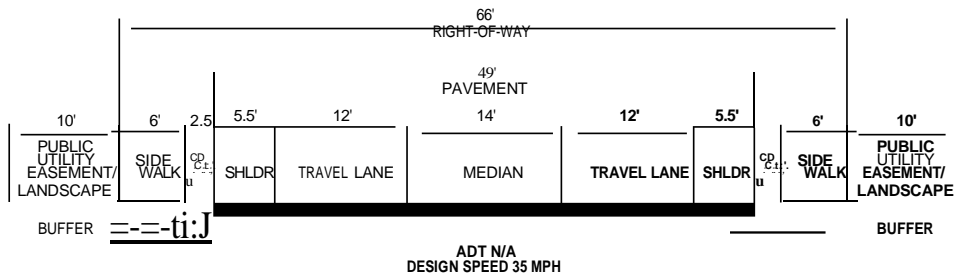 66'
RIGHT-OF-WAY
49'
PAVEMENT
10' 6' 2.5 5.5' 12' 14' 12' 5.5' 6' 10'
PUBLIC
UTILITY
EASEMENT/
LANDSCAPE
BUFFER
SIDE
WALK
SHLDR
TRAVEL LANE
MEDIAN
TRAVEL LANE
SHLDR
SIDE
WALK
PUBLIC
UTILITY
EASEMENT/
LANDSCAPE
BUFFER
ADT N/A
DESIGN SPEED 35 MPH